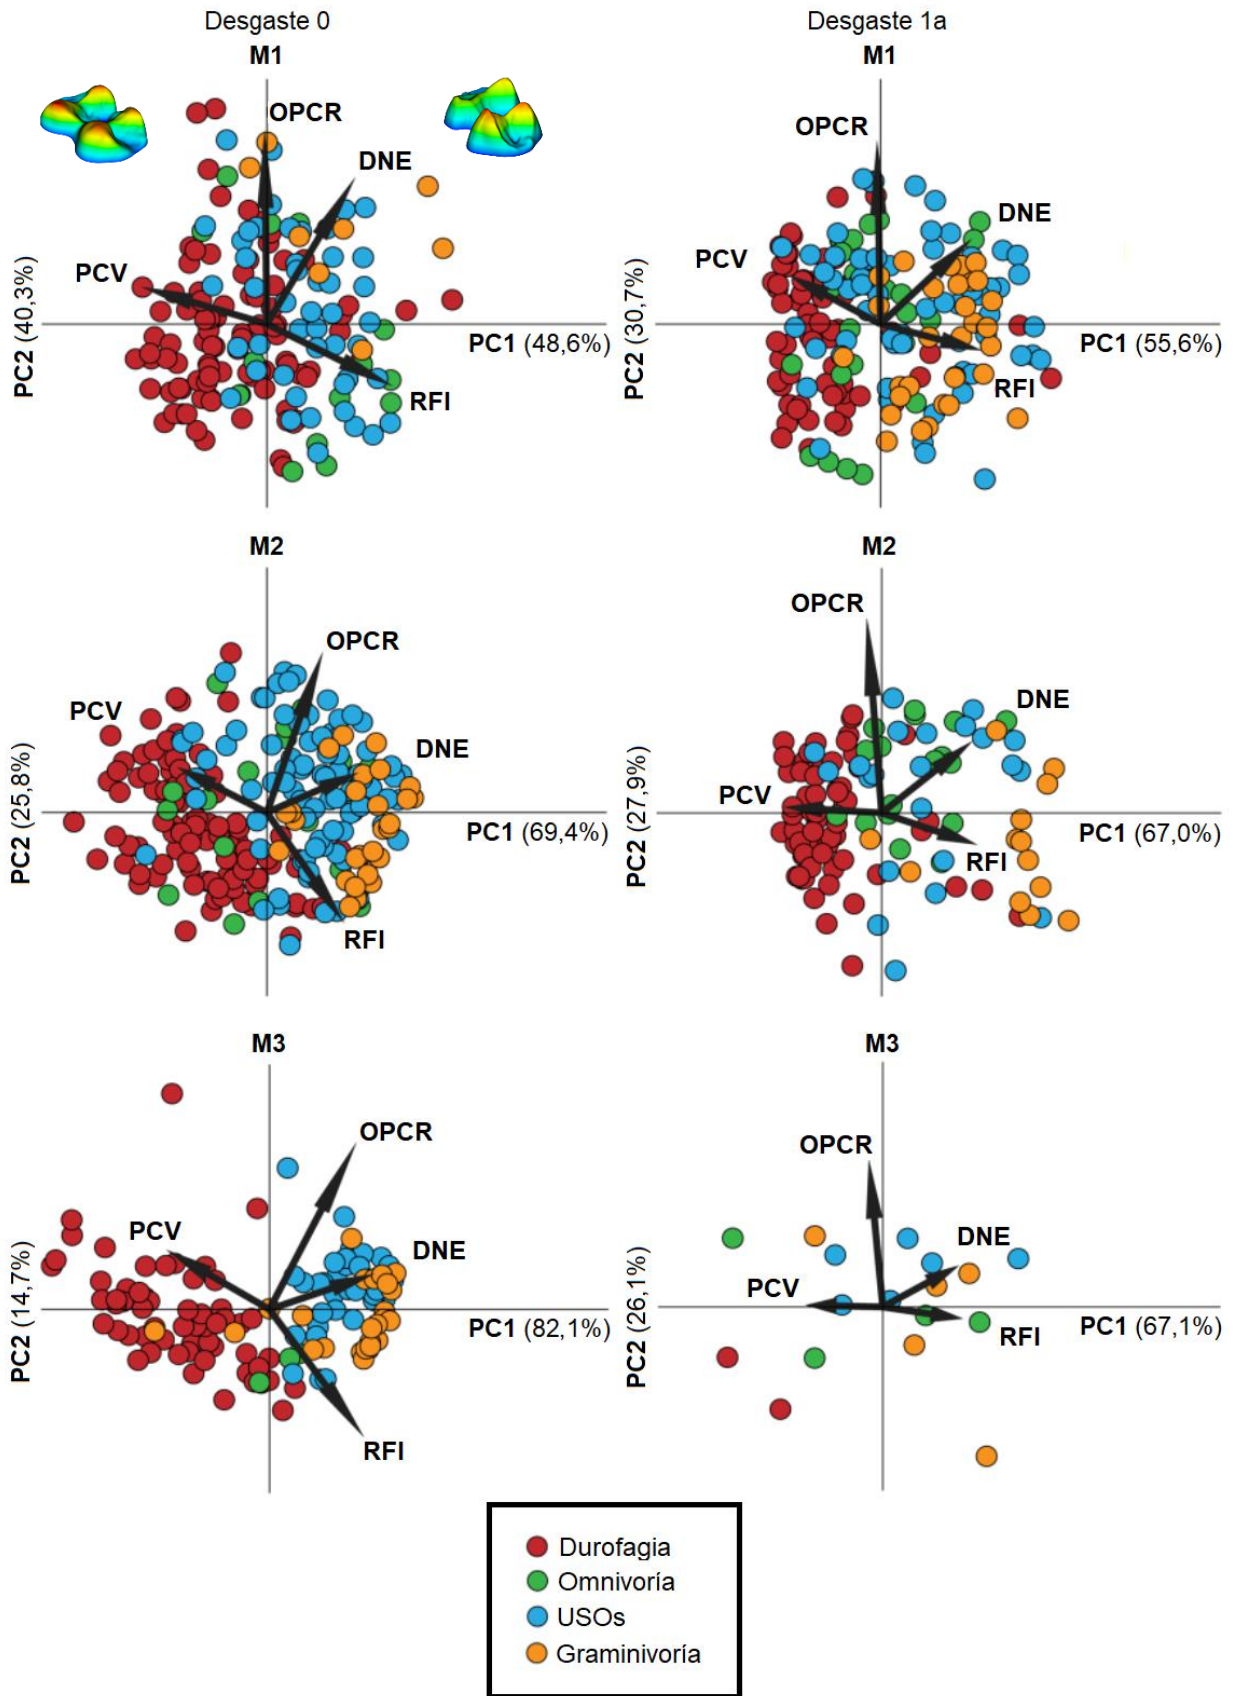 Desgaste 0
M1
OPCR
DNE
PCV
PC2 (40,3%)
PC1 (48,6%)
RFI
Desgaste 1a
M1
OPCR
DNE
PCV
PC2 (30,7%)
PC1 (55,6%)
RFI
M2
OPCR
PCV
DNE
PC2 (25,8%)
PC1 (69,4%)
RFI
M2
OPCR
DNE
PCV
PC2 (27,9%)
PC1 (67,0%)
RFI
M3
OPCR
PCV
DNE
PC2 (14,7%)
PC1 (82,1%)
RFI
M3
OPCR
DNE
PCV
PC2 (26,1%)
PC1 (67,1%)
RFI
Durofagia
Omnivoría
USOs
Graminivoría